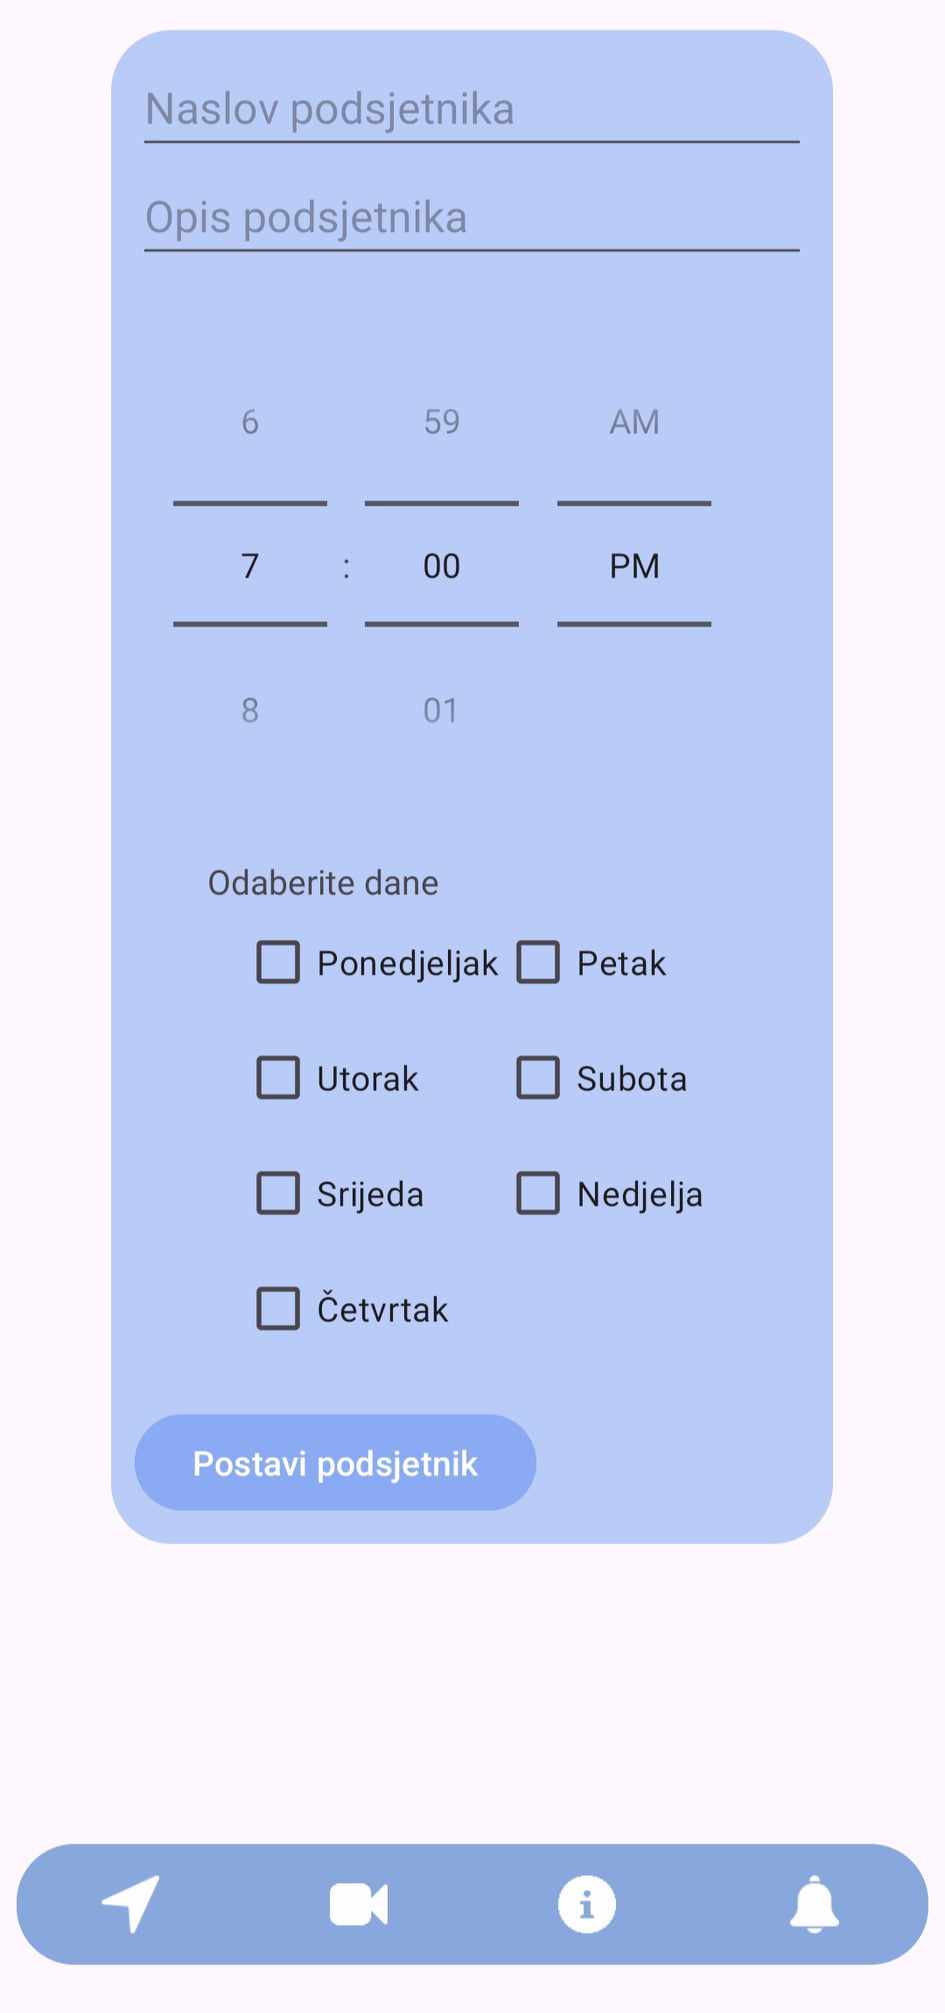 Naslov podsjetnika
Opis podsjetnika
6 59 AM
7 : 00 PM
8 01
Odaberite dane
Ponedjeljak Petak
Utorak Subota
Srijeda Nedjelja
Četvrtak
Postavi podsjetnik